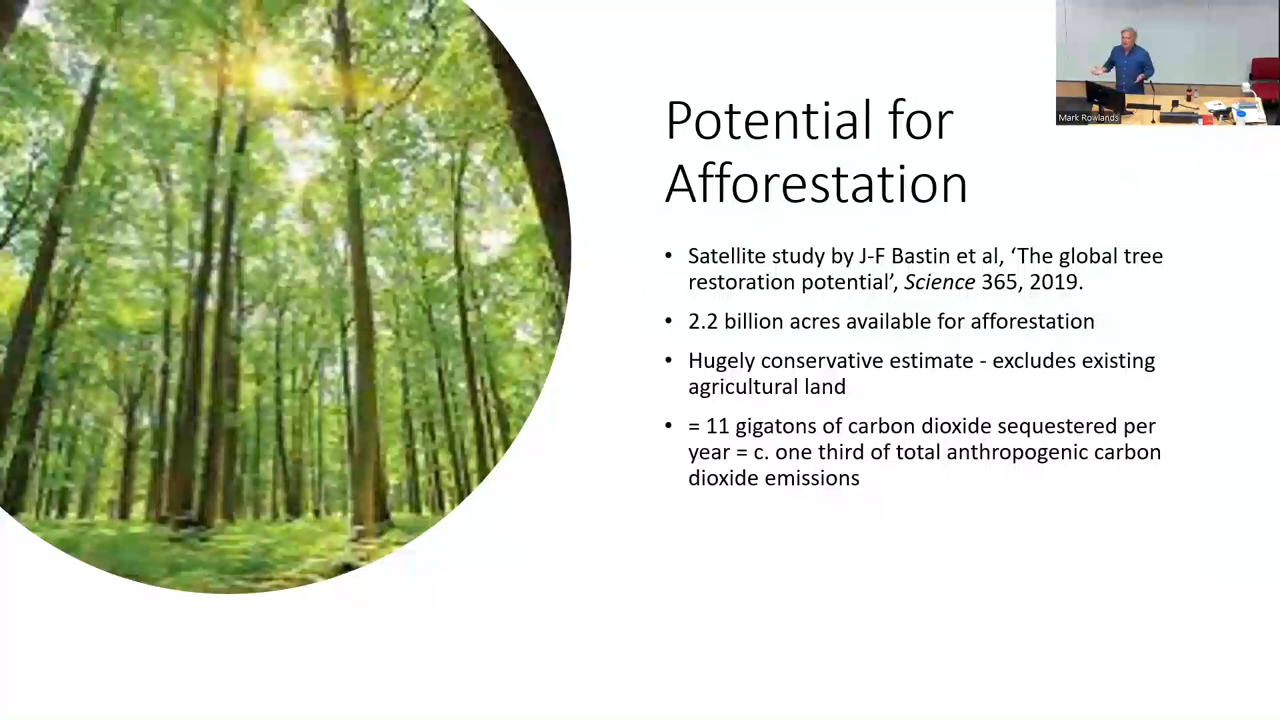 Potential for
Afforestation
Mark Rowlands
• Satellite study by J-F Bastin et al, ‘The global tree
restoration potential’, Science 365, 2019.
• 2.2 billion acres available for afforestation
• Hugely conservative estimate - excludes existing
agricultural land
• = 11 gigatons of carbon dioxide sequestered per
year = c. one third of total anthropogenic carbon
dioxide emissions